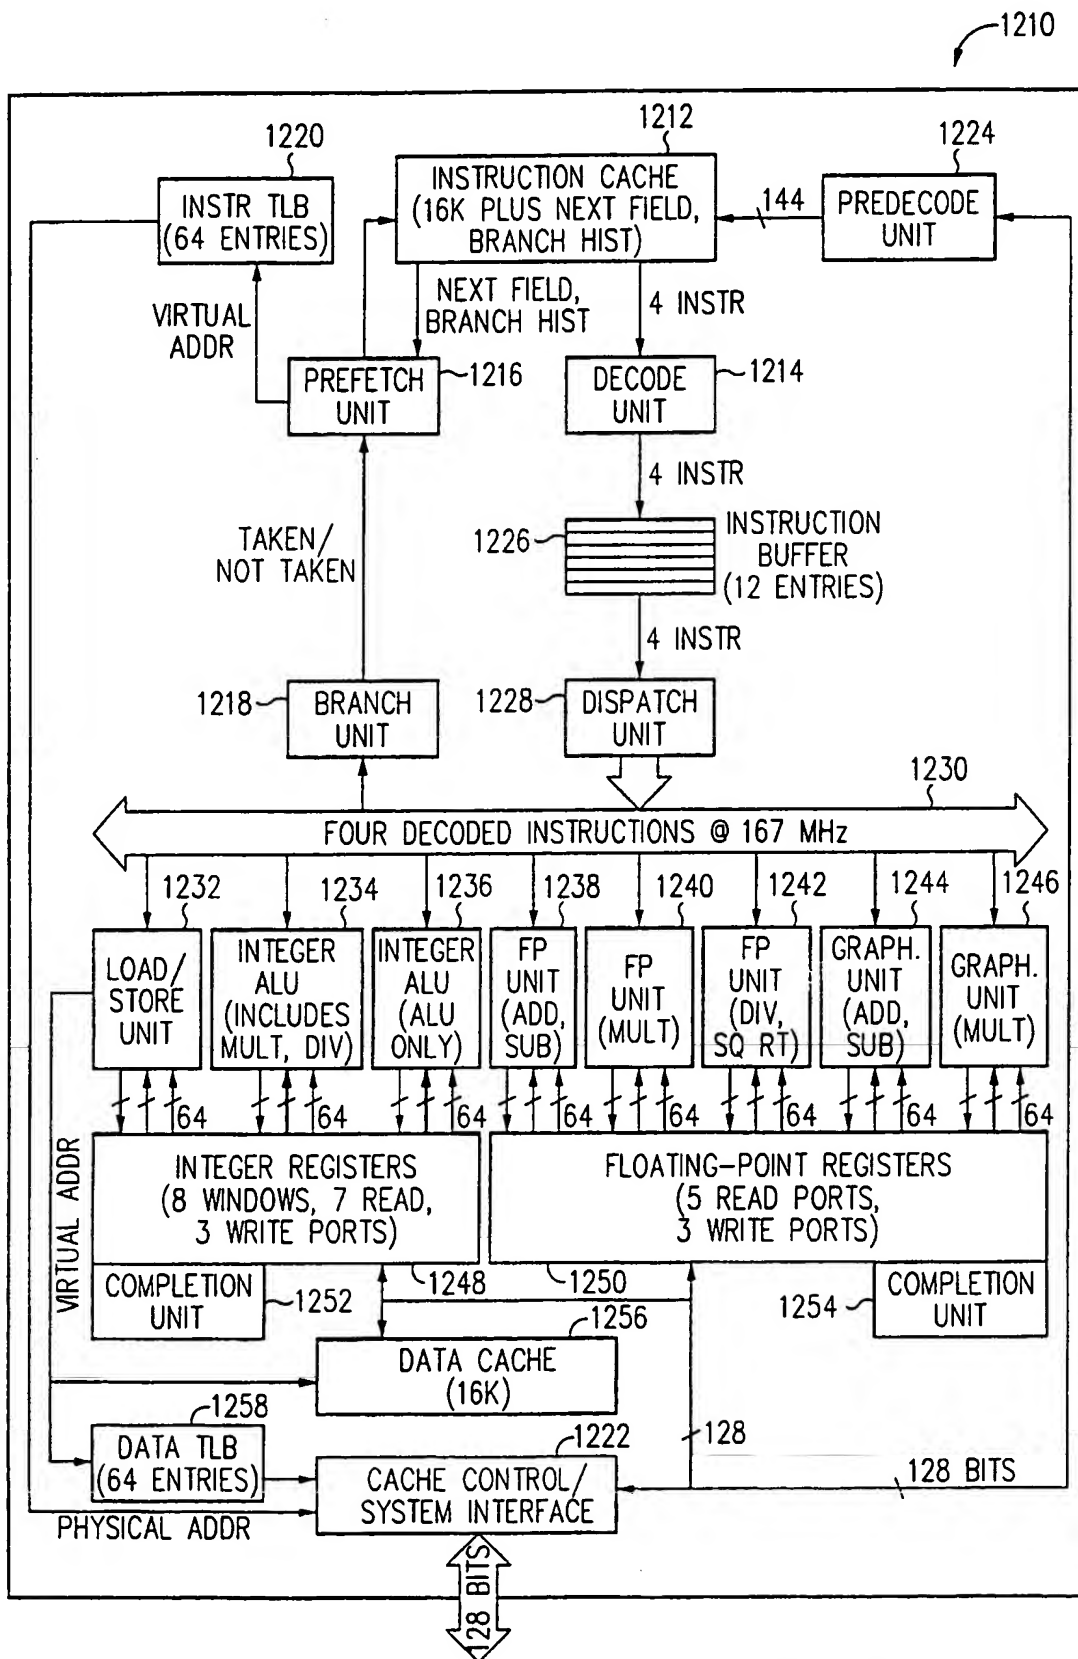 1210
1220
INSTR TLB
(64 ENTRIES)
1212
INSTRUCTION CACHE
(16K PLUS NEXT FIELD,
BRANCH HIST)
144
1224
PREDECODE
UNIT
VIRTUAL
ADDR
NEXT FIELD,
BRANCH HIST
4 INSTR
PREFETCH
UNIT
1216
DECODE
UNIT
1214
4 INSTR
TAKEN/
NOT TAKEN
1226
INSTRUCTION
BUFFER
(12 ENTRIES)
4 INSTR
1218
BRANCH
UNIT
1228
DISPATCH
UNIT
1230
FOUR DECODED INSTRUCTIONS @ 167 MHz
1232
1234
1236
1238
1240
1242
1244
1246
LOAD/
STORE
UNIT
INTEGER
ALU
(INCLUDES
MULT, DIV)
INTEGER
ALU
(ALU
ONLY)
FP
UNIT
(ADD,
SUB)
FP
UNIT
(MULT)
FP
UNIT
(DIV,
SQ RT)
GRAPH.
UNIT
(ADD,
SUB)
GRAPH.
UNIT
(MULT)
64
64
64
64
64
64
64
64
VIRTUAL ADDR
INTEGER REGISTERS
(8 WINDOWS, 7 READ,
3 WRITE PORTS)
FLOATING-POINT REGISTERS
(5 READ PORTS,
3 WRITE PORTS)
COMPLETION
UNIT
1252
1248
1250
1254
COMPLETION
UNIT
1256
DATA CACHE
(16K)
1258
DATA TLB
(64 ENTRIES)
1222
CACHE CONTROL/
SYSTEM INTERFACE
128
128 BITS
PHYSICAL ADDR
128 BITS